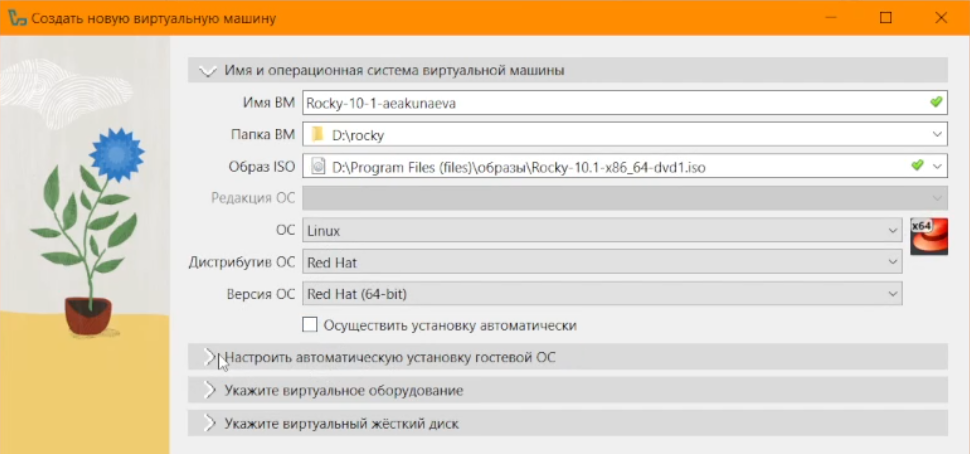 Создать новую виртуальную машину
Имя и операционная система виртуальной машины
Имя ВМ Rocky-10-1-aeakunaeva
Папка ВМ D:\rocky
Образ ISO D:\Program Files (files)\образы\Rocky-10.1-x86_64-dvd1.iso
Редакция ОС
ОС Linux x64
Дистрибутив ОС Red Hat
Версия ОС Red Hat (64-bit)
Осуществить установку автоматически
Настроить автоматическую установку гостевой ОС
Укажите виртуальное оборудование
Укажите виртуальный жёсткий диск